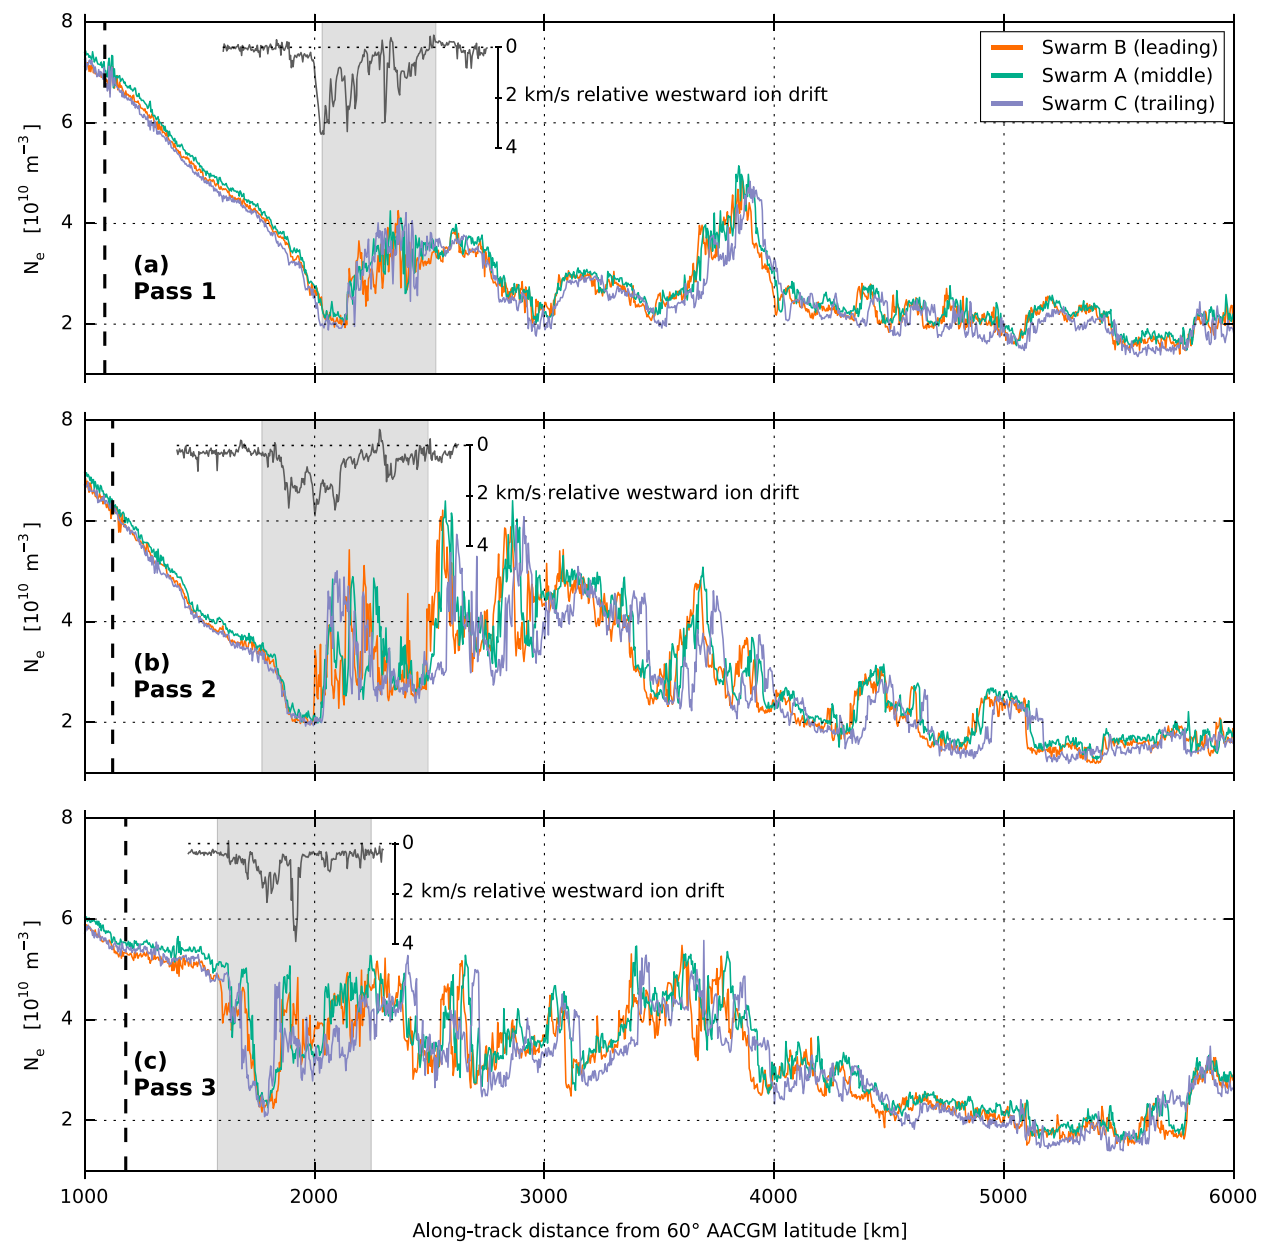 8
6
4
2
N_e [10^10 m^−3]
0
2 km/s relative westward ion drift
4
Swarm B (leading)
Swarm A (middle)
Swarm C (trailing)
(a)
Pass 1
8
6
4
2
N_e [10^10 m^−3]
0
2 km/s relative westward ion drift
4
(b)
Pass 2
8
6
4
2
N_e [10^10 m^−3]
0
2 km/s relative westward ion drift
4
(c)
Pass 3
1000 2000 3000 4000 5000 6000
Along-track distance from 60° AACGM latitude [km]